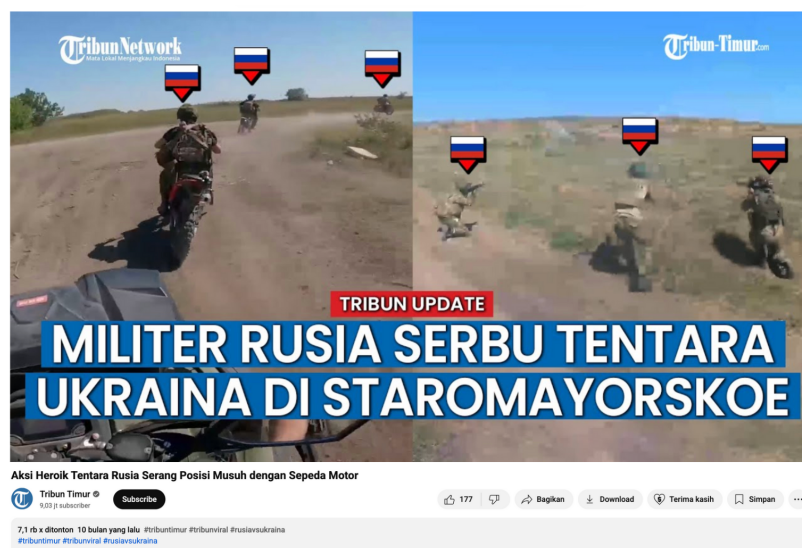 TribunNetwork
Mata Lokal Menjangkau Indonesia
Tribun-Timur.com
TRIBUN UPDATE
MILITER RUSIA SERBU TENTARA
UKRAINA DI STAROMAYORSKOE
Aksi Heroik Tentara Rusia Serang Posisi Musuh dengan Sepeda Motor
Tribun Timur
9,03 jt subscriber
Subscribe
177
Bagikan
Download
Terima kasih
Simpan
7,1 rb x ditonton 10 bulan yang lalu #tribuntimur #tribunviral #rusiavsukraina
#tribuntimur #tribunviral #rusiavsukraina